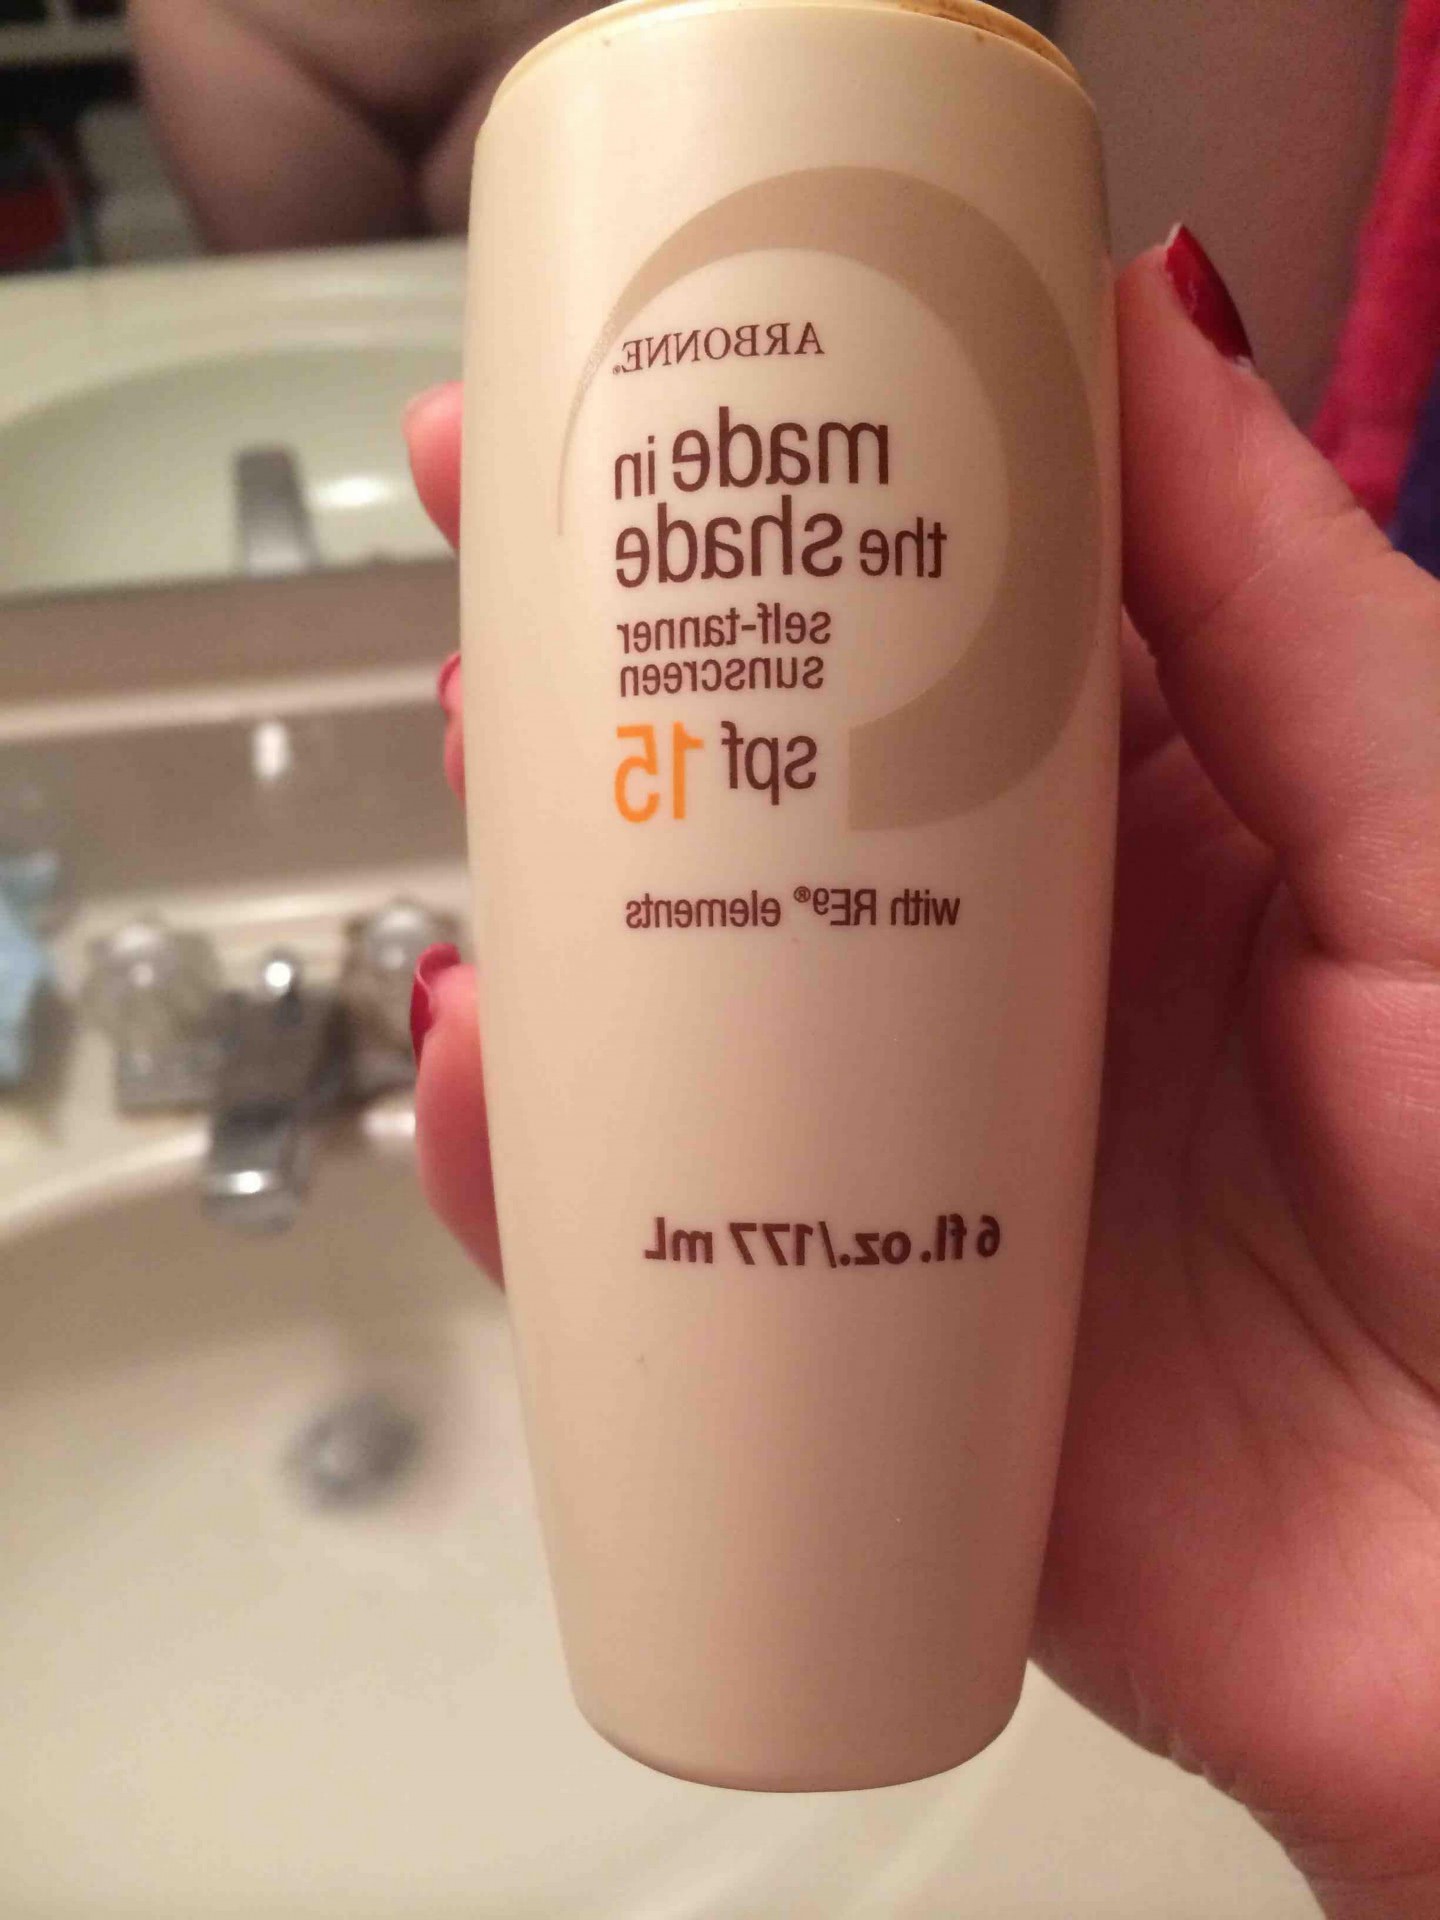 ARBONNE®
made in
the shade
self-tanner
sunscreen
spf 15
with RE9® elements
6 fl. oz./177 mL